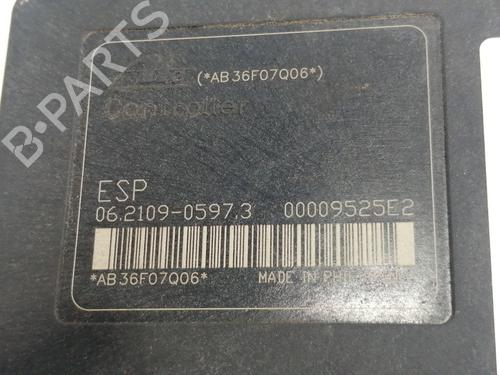 (*AB36F07Q06*)
Controller
ESP
06.2109-0597.3 00009525E2
*AB36F07Q06* MADE IN
B-PARTS